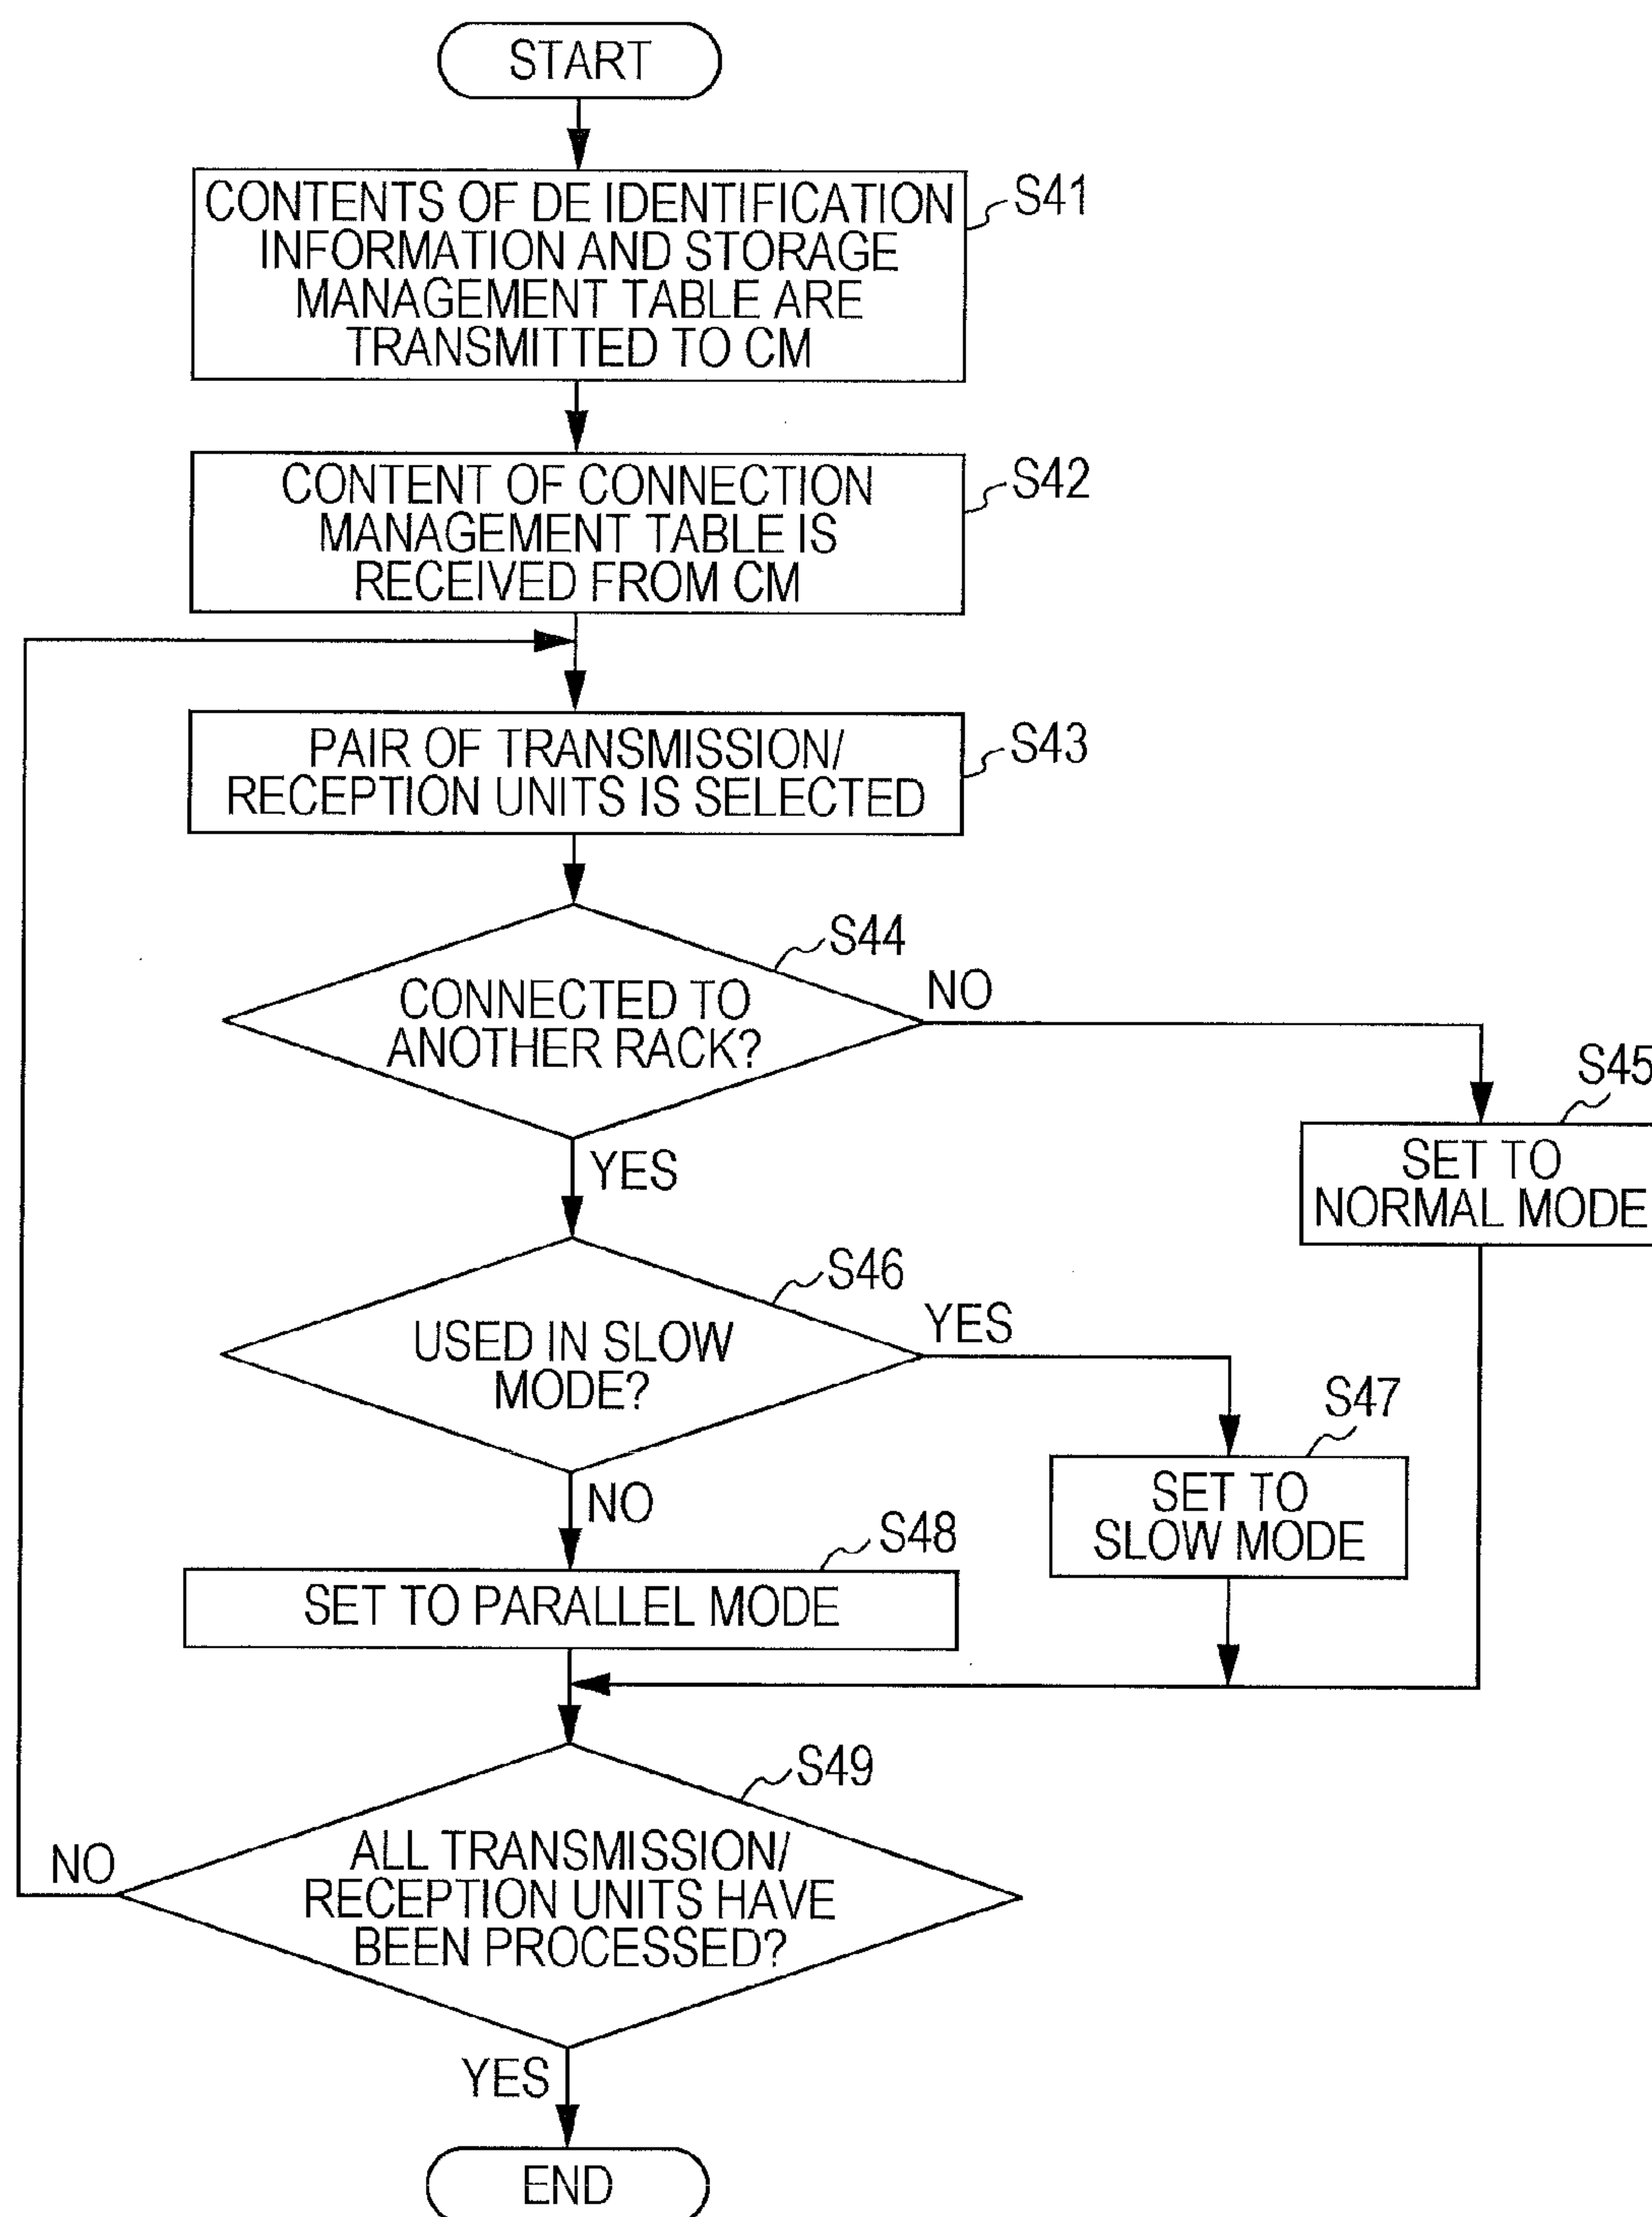 START
CONTENTS OF DE IDENTIFICATION
INFORMATION AND STORAGE
MANAGEMENT TABLE ARE
TRANSMITTED TO CM
S41
CONTENT OF CONNECTION
MANAGEMENT TABLE IS
RECEIVED FROM CM
S42
PAIR OF TRANSMISSION/
RECEPTION UNITS IS SELECTED
S43
S44
CONNECTED TO
ANOTHER RACK?
NO
YES
S45
SET TO
NORMAL MODE
S46
USED IN SLOW
MODE?
YES
NO
S47
SET TO
SLOW MODE
S48
SET TO PARALLEL MODE
S49
ALL TRANSMISSION/
RECEPTION UNITS HAVE
BEEN PROCESSED?
NO
YES
END